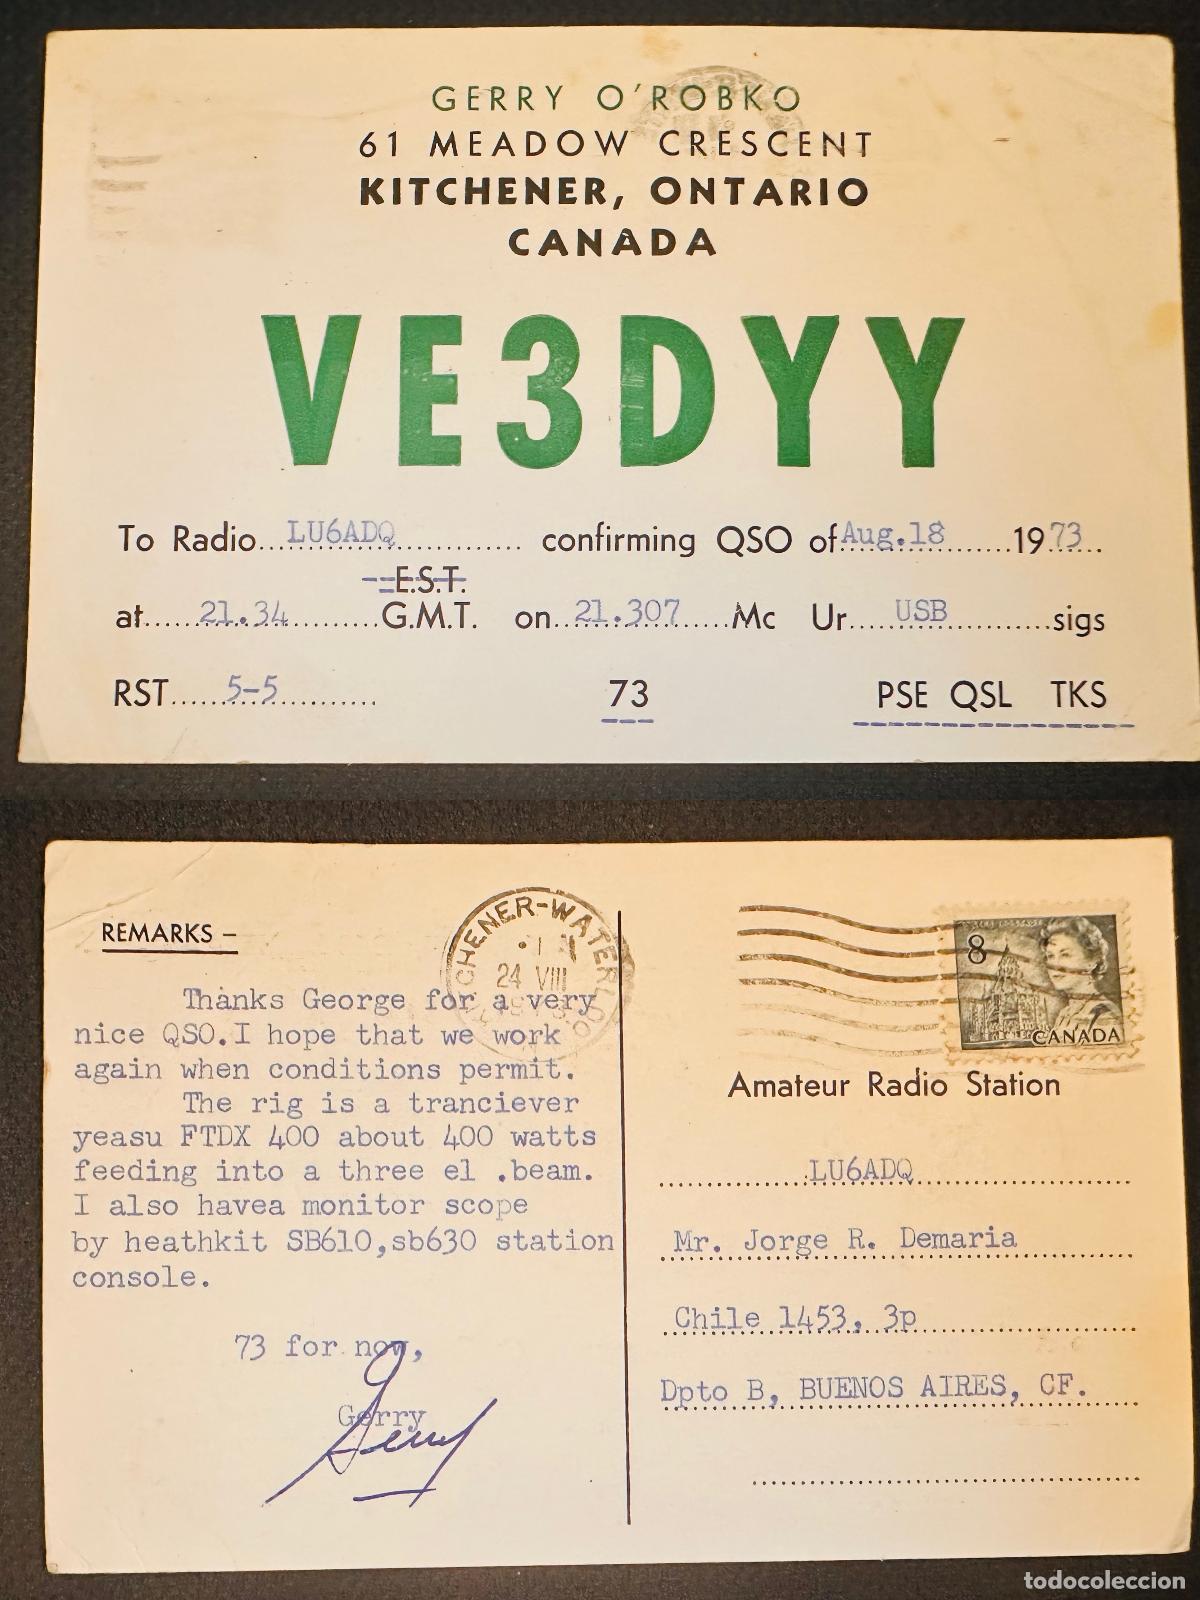 GERRY O'ROBKO
61 MEADOW CRESCENT
KITCHENER, ONTARIO
CANADA
VE3DYY
To Radio...LU6ADQ............... confirming QSO of Aug.18.......1973..
E.S.T.
at.....21.34..........G.M.T. on..21.307.....Mc Ur.....USB..........sigs
RST.....5-5.......... 73 PSE QSL TKS
REMARKS –
CHENER-WATERLOO
24 VIII
Thanks George for a very
nice QSO.I hope that we work
again when conditions permit.
The rig is a tranciever
yeasu FTDX 400 about 400 watts
feeding into a three el .beam.
I also havea monitor scope
by heathkit SB610,sb630 station
console.
73 for now,
Gerry
Gerry
8
CANADA
Amateur Radio Station
LU6ADQ
Mr. Jorge R. Demaria
Chile 1453, 3p
Dpto B, BUENOS AIRES, CF.
todocoleccion